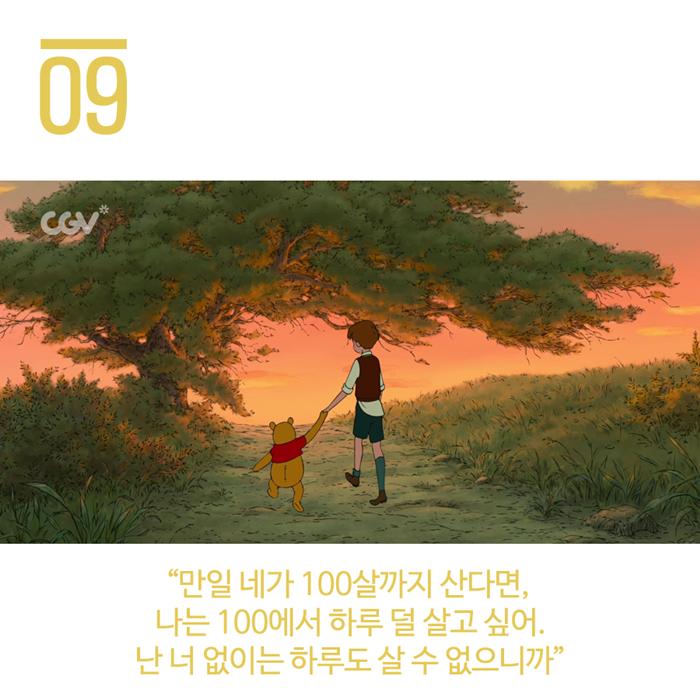 09
CGV
“만일 네가 100살까지 산다면,
나는 100에서 하루 덜 살고 싶어.
난 너 없이는 하루도 살 수 없으니까”